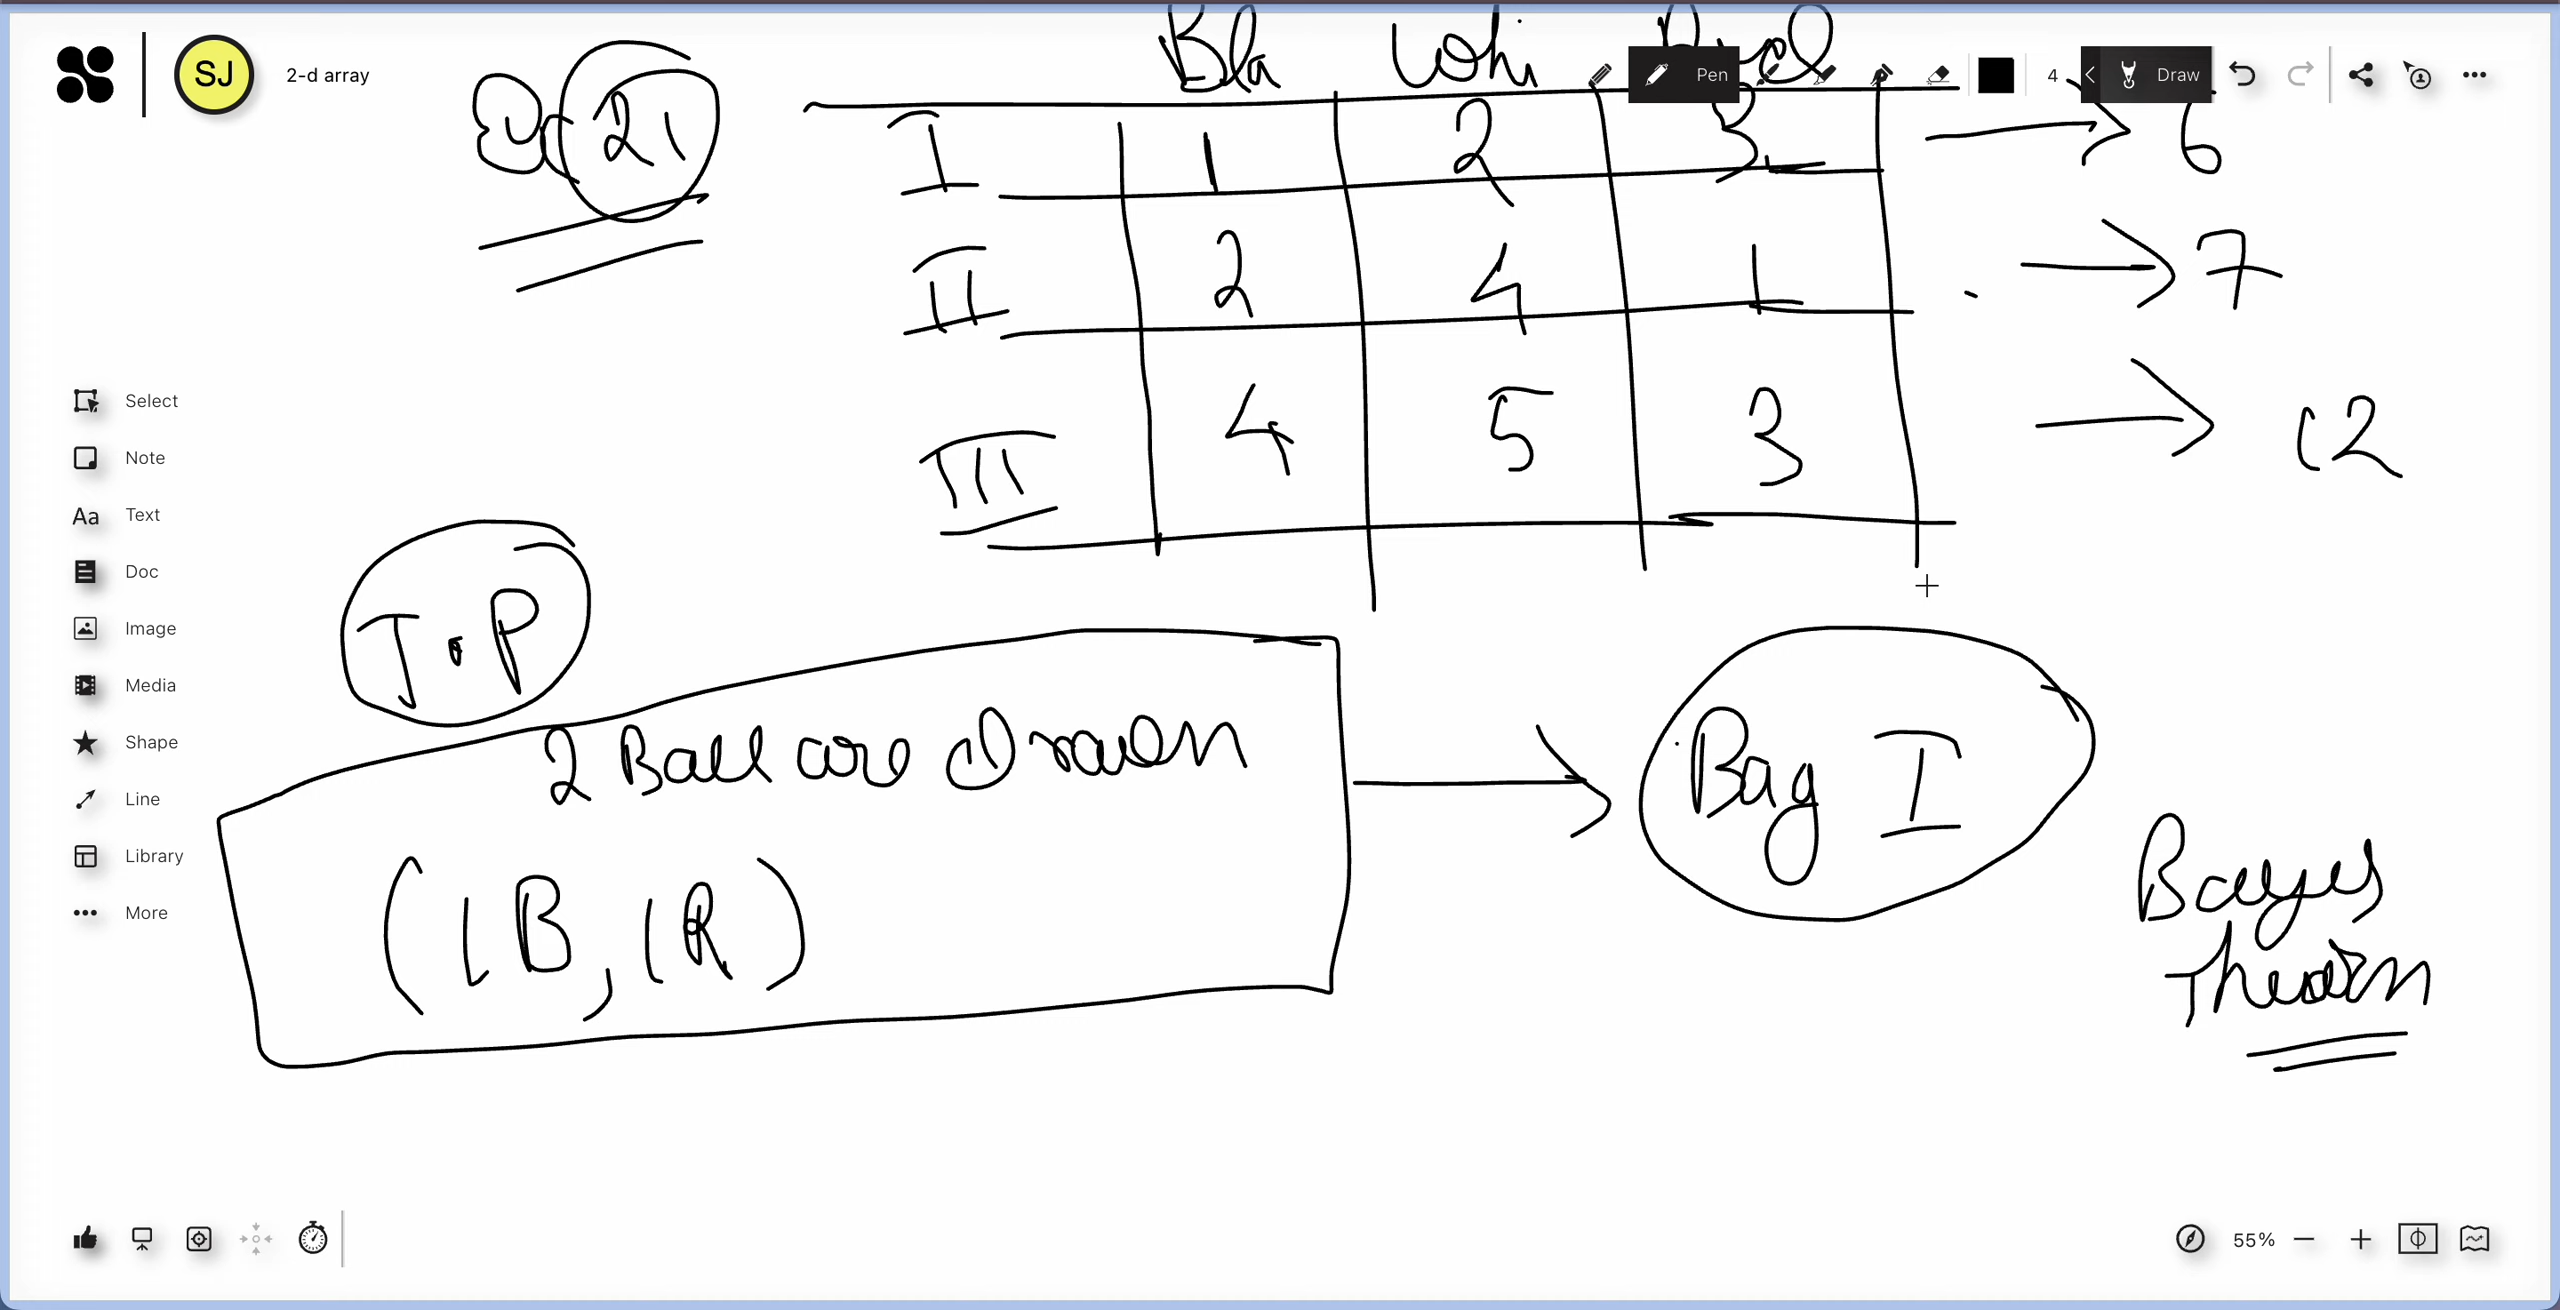 SJ 2-d array
Pen 4 Draw
Bla Whi Red
21
I 1 2 3 6
II 2 4 1 7
III 4 5 3 12
Select
Note
Aa Text
Doc
Image
Media
Shape
Line
Library
More
T.P
2 Ball are drawn
(1B, 1R)
Bag I
Bayes
Theorem
55%